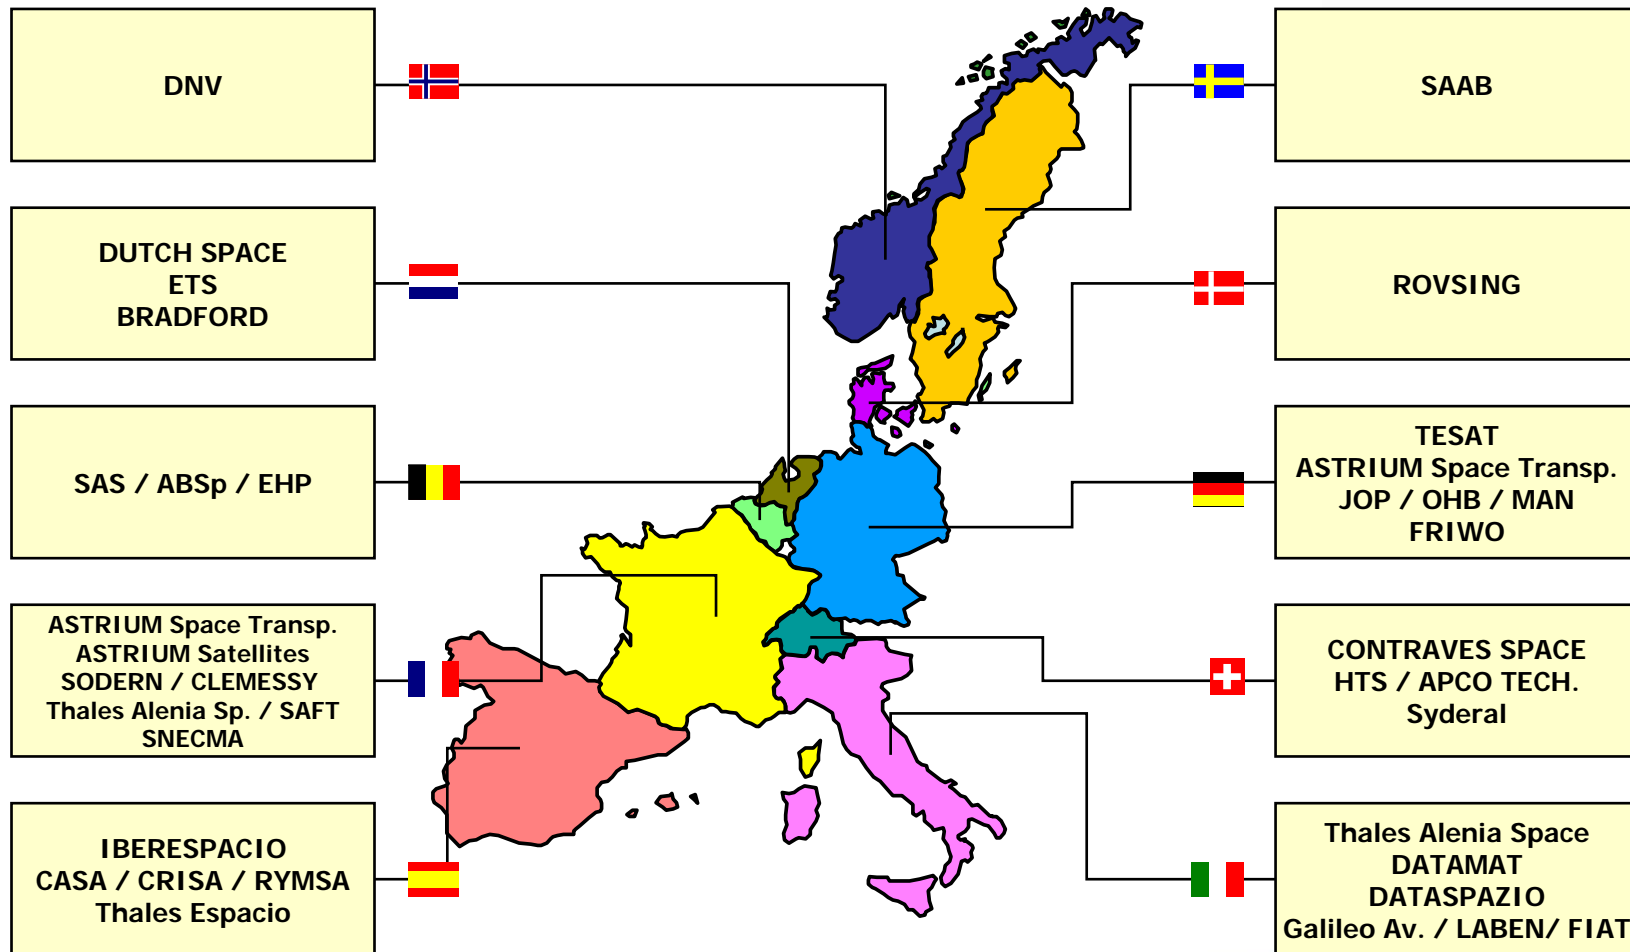 DNV
SAAB
DUTCH SPACE
ETS
BRADFORD
ROVSING
SAS / ABSp / EHP
TESAT
ASTRIUM Space Transp.
JOP / OHB / MAN
FRIWO
ASTRIUM Space Transp.
ASTRIUM Satellites
SODERN / CLEMESSY
Thales Alenia Sp. / SAFT
SNECMA
CONTRAVES SPACE
HTS / APCO TECH.
Syderal
IBERESPACIO
CASA / CRISA / RYMSA
Thales Espacio
Thales Alenia Space
DATAMAT
DATASPAZIO
Galileo Av. / LABEN/ FIAT